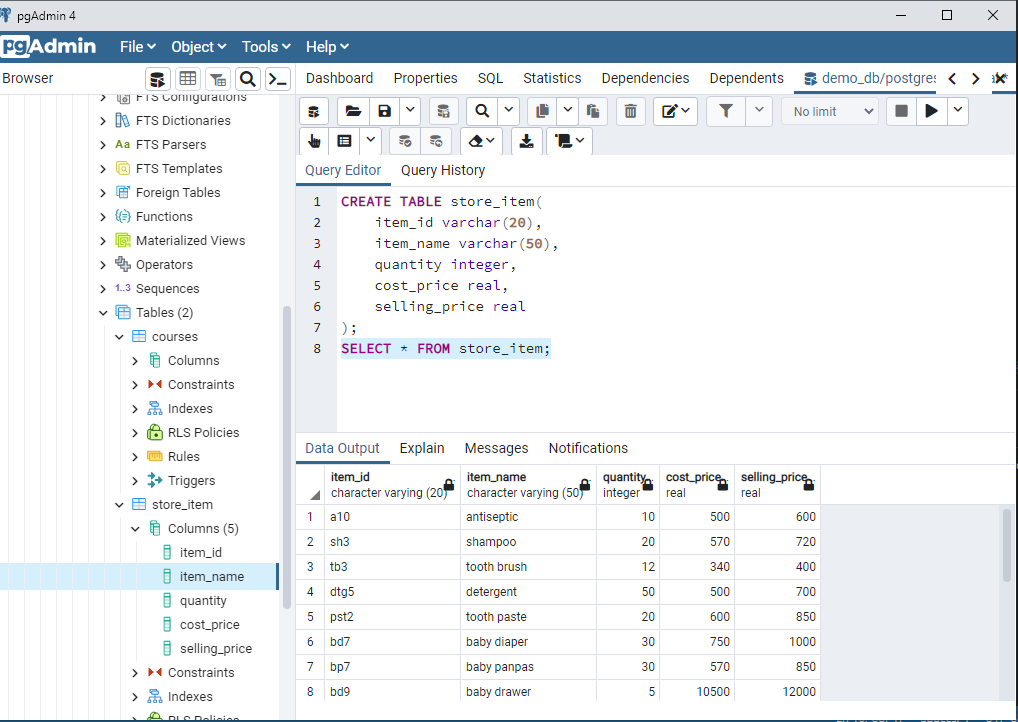 pgAdmin 4
pgAdmin File Object Tools Help
Browser
Dashboard Properties SQL Statistics Dependencies Dependents demo_db/postgres
No limit
FTS Configurations
FTS Dictionaries
Aa FTS Parsers
FTS Templates
Foreign Tables
Functions
Materialized Views
Operators
1..3 Sequences
Tables (2)
courses
Columns
Constraints
Indexes
RLS Policies
Rules
Triggers
store_item
Columns (5)
item_id
item_name
quantity
cost_price
selling_price
Constraints
Indexes
RLS Policies
Query Editor Query History
1 CREATE TABLE store_item(
2 item_id varchar(20),
3 item_name varchar(50),
4 quantity integer,
5 cost_price real,
6 selling_price real
7 );
8 SELECT * FROM store_item;
Data Output Explain Messages Notifications
item_id item_name quantity cost_price selling_price
character varying (20) character varying (50) integer real real
1 a10 antiseptic 10 500 600
2 sh3 shampoo 20 570 720
3 tb3 tooth brush 12 340 400
4 dtg5 detergent 50 500 700
5 pst2 tooth paste 20 600 850
6 bd7 baby diaper 30 750 1000
7 bp7 baby panpas 30 570 850
8 bd9 baby drawer 5 10500 12000